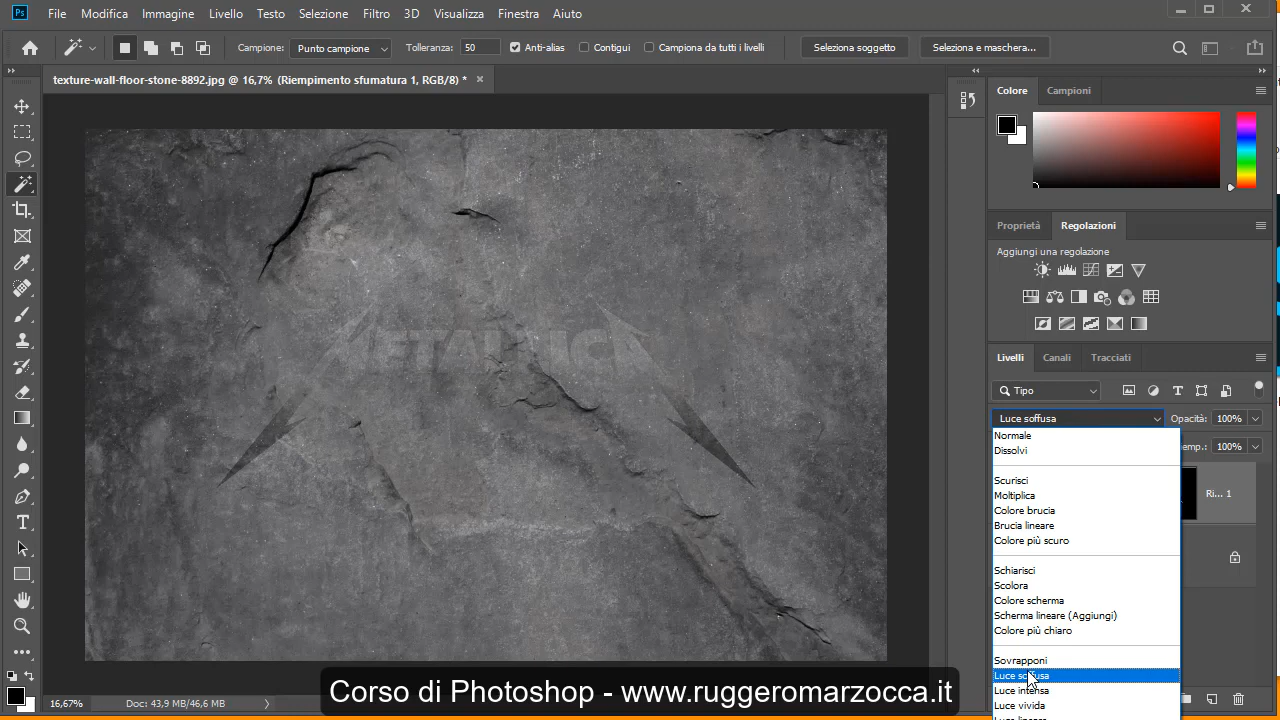 File Modifica Immagine Livello Testo Selezione Filtro 3D Visualizza Finestra Aiuto
Campione: Punto campione Tolleranza: 50 Anti-alias Contigui Campiona da tutti i livelli Seleziona soggetto Seleziona e maschera...
texture-wall-floor-stone-8892.jpg @ 16,7% (Riempimento sfumatura 1, RGB/8) *
Colore Campioni
Proprietà Regolazioni
Aggiungi una regolazione
METALLICA
Livelli Canali Tracciati
Tipo
Luce soffusa Opacità: 100%
Normale
100%
Dissolvi
Scurisci
Moltiplica
Ri... 1
Colore brucia
Brucia lineare
Colore più scuro
Schiarisci
Scolora
Colore scherma
Scherma lineare (Aggiungi)
Colore più chiaro
Sovrapponi
Luce soffusa
Luce intensa
Luce vivida
16,67% Doc: 43,9 MB/46,6 MB
Corso di Photoshop - www.ruggeromarzocca.it